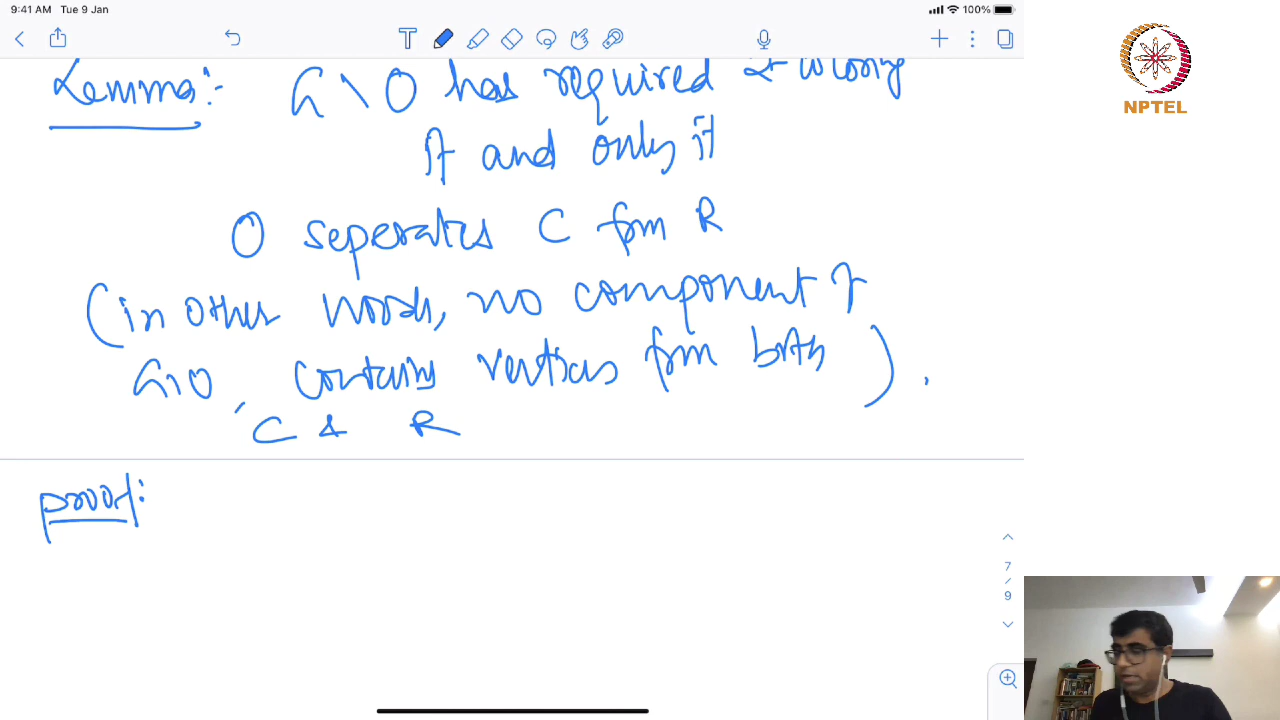 9:41 AM Tue 9 Jan
100%
NPTEL
Lemma:- G \ O has required 2-coloring
if and only if
O seperates C from R
(in other words, no component of
G\O contains vertices from both
C & R ).
proof:
7
/
9